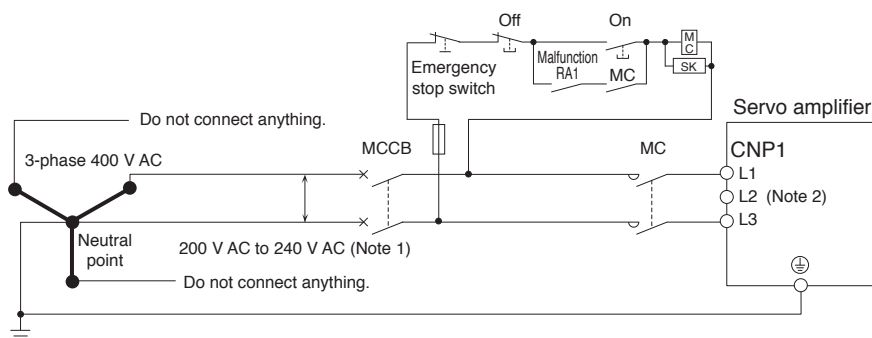 Off
On
Emergency
stop switch
Malfunction
RA1
MC
MC
SK
Do not connect anything.
3-phase 400 V AC
MCCB
MC
Servo amplifier
CNP1
L1
L2 (Note 2)
L3
Neutral
point
200 V AC to 240 V AC (Note 1)
Do not connect anything.